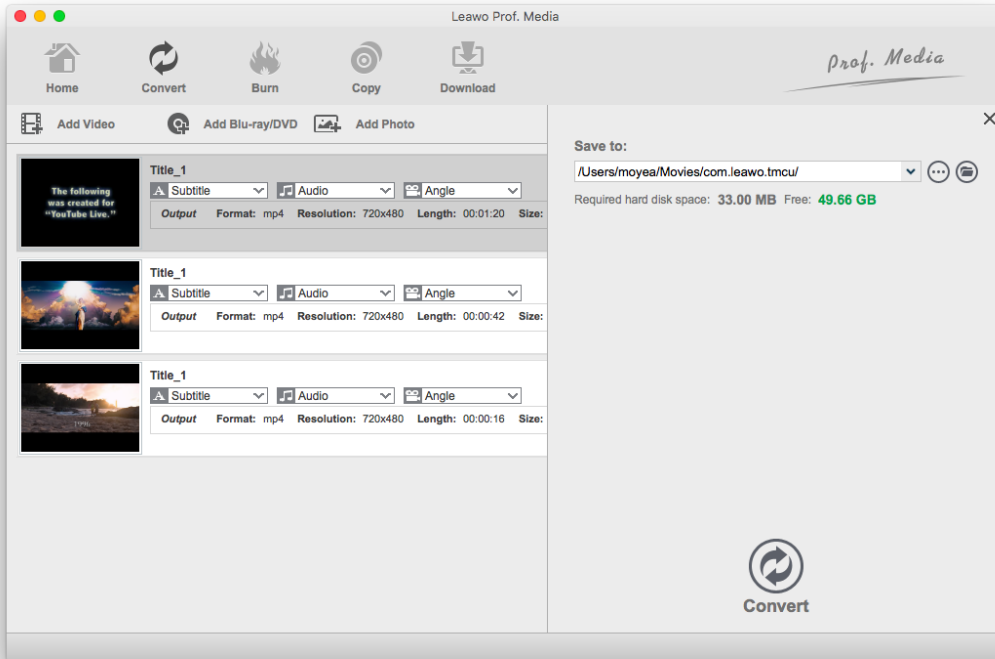 Leawo Prof. Media
Home Convert Burn Copy Download
Prof. Media
Add Video Add Blu-ray/DVD Add Photo
Save to:
/Users/moyea/Movies/com.leawo.tmcu/
Required hard disk space: 33.00 MB Free: 49.66 GB
The following
was created for
"YouTube Live."
Title_1
A Subtitle Audio Angle
Output Format: mp4 Resolution: 720x480 Length: 00:01:20 Size:
Title_1
A Subtitle Audio Angle
Output Format: mp4 Resolution: 720x480 Length: 00:00:42 Size:
1996
Title_1
A Subtitle Audio Angle
Output Format: mp4 Resolution: 720x480 Length: 00:00:16 Size:
Convert